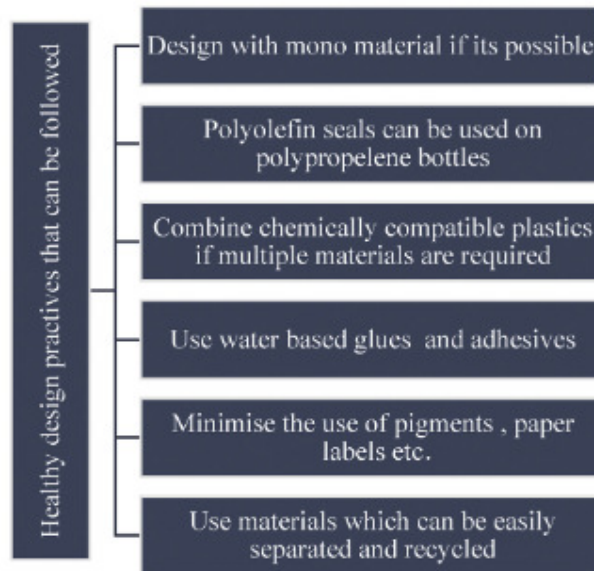 Healthy design practives that can be followed
Design with mono material if its possible
Polyolefin seals can be used on
polypropelene bottles
Combine chemically compatible plastics
if multiple materials are required
Use water based glues and adhesives
Minimise the use of pigments , paper
labels etc.
Use materials which can be easily
separated and recycled